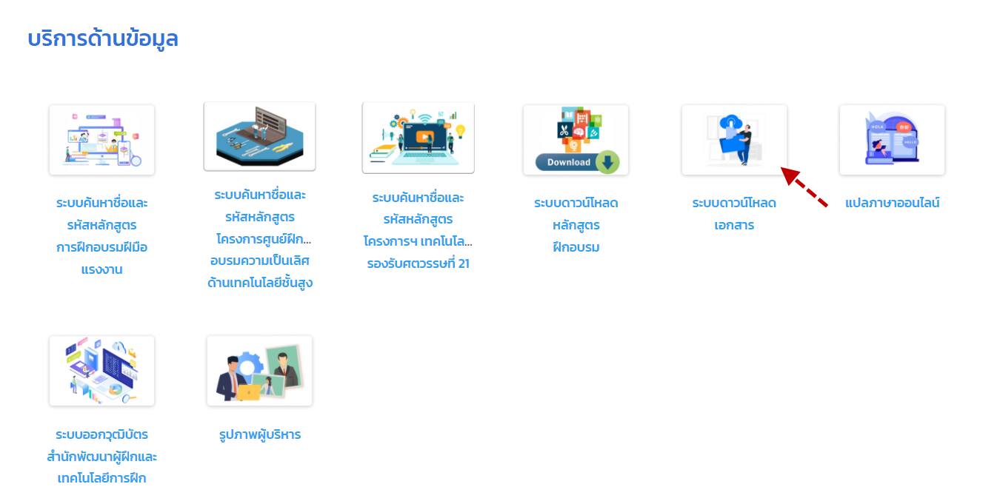 บริการด้านข้อมูล
Download
HOLA
你好
HELLO
ระบบค้นหาชื่อและ
รหัสหลักสูตร
การฝึกอบรมฝีมือ
แรงงาน
ระบบค้นหาชื่อและ
รหัสหลักสูตร
โครงการศูนย์ฝึก...
อบรมความเป็นเลิศ
ด้านเทคโนโลยีชั้นสูง
ระบบค้นหาชื่อและ
รหัสหลักสูตร
โครงการฯ เทคโนโล...
รองรับศตวรรษที่ 21
ระบบดาวน์โหลด
หลักสูตร
ฝึกอบรม
ระบบดาวน์โหลด
เอกสาร
แปลภาษาออนไลน์
ระบบออกวุฒิบัตร
สำนักพัฒนาผู้ฝึกและ
เทคโนโลยีการฝึก
รูปภาพผู้บริหาร